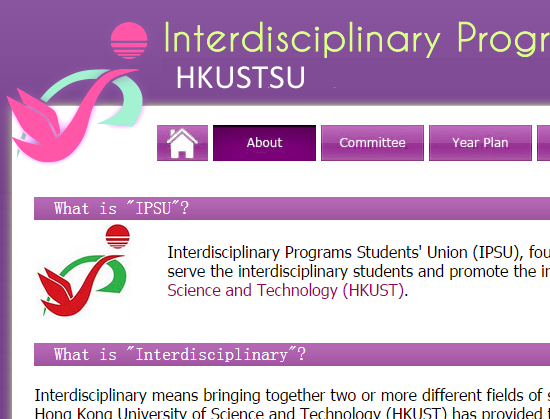 Interdisciplinary Progr
HKUSTSU
About
Committee
Year Plan
What is "IPSU"?
Interdisciplinary Programs Students' Union (IPSU), fou
serve the interdisciplinary students and promote the in
Science and Technology (HKUST).
What is "Interdisciplinary"?
Interdisciplinary means bringing together two or more different fields of s
Hong Kong University of Science and Technology (HKUST) has provided t